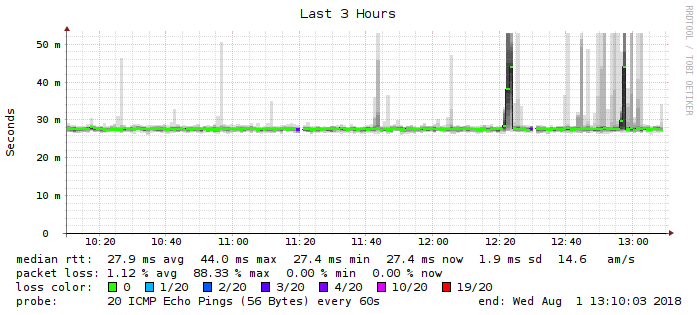 Last 3 Hours
RRDTOOL / TOBI OETIKER
Seconds
50 m
40 m
30 m
20 m
10 m
0
10:20 10:40 11:00 11:20 11:40 12:00 12:20 12:40 13:00
median rtt: 27.9 ms avg 44.0 ms max 27.4 ms min 27.4 ms now 1.9 ms sd 14.6 am/s
packet loss: 1.12 % avg 88.33 % max 0.00 % min 0.00 % now
loss color: 0 1/20 2/20 3/20 4/20 10/20 19/20
probe: 20 ICMP Echo Pings (56 Bytes) every 60s end: Wed Aug 1 13:10:03 2018